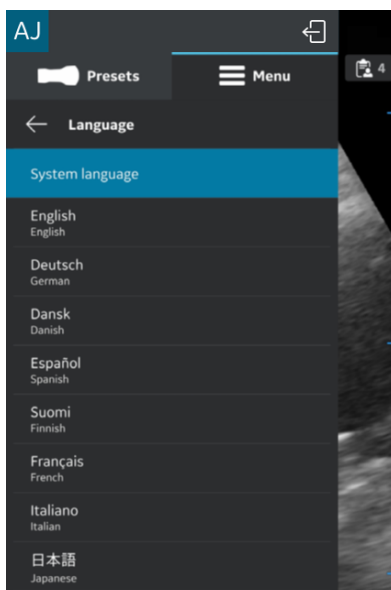 AJ
Presets
Menu
4
Language
System language
English
English
Deutsch
German
Dansk
Danish
Español
Spanish
Suomi
Finnish
Français
French
Italiano
Italian
日本語
Japanese